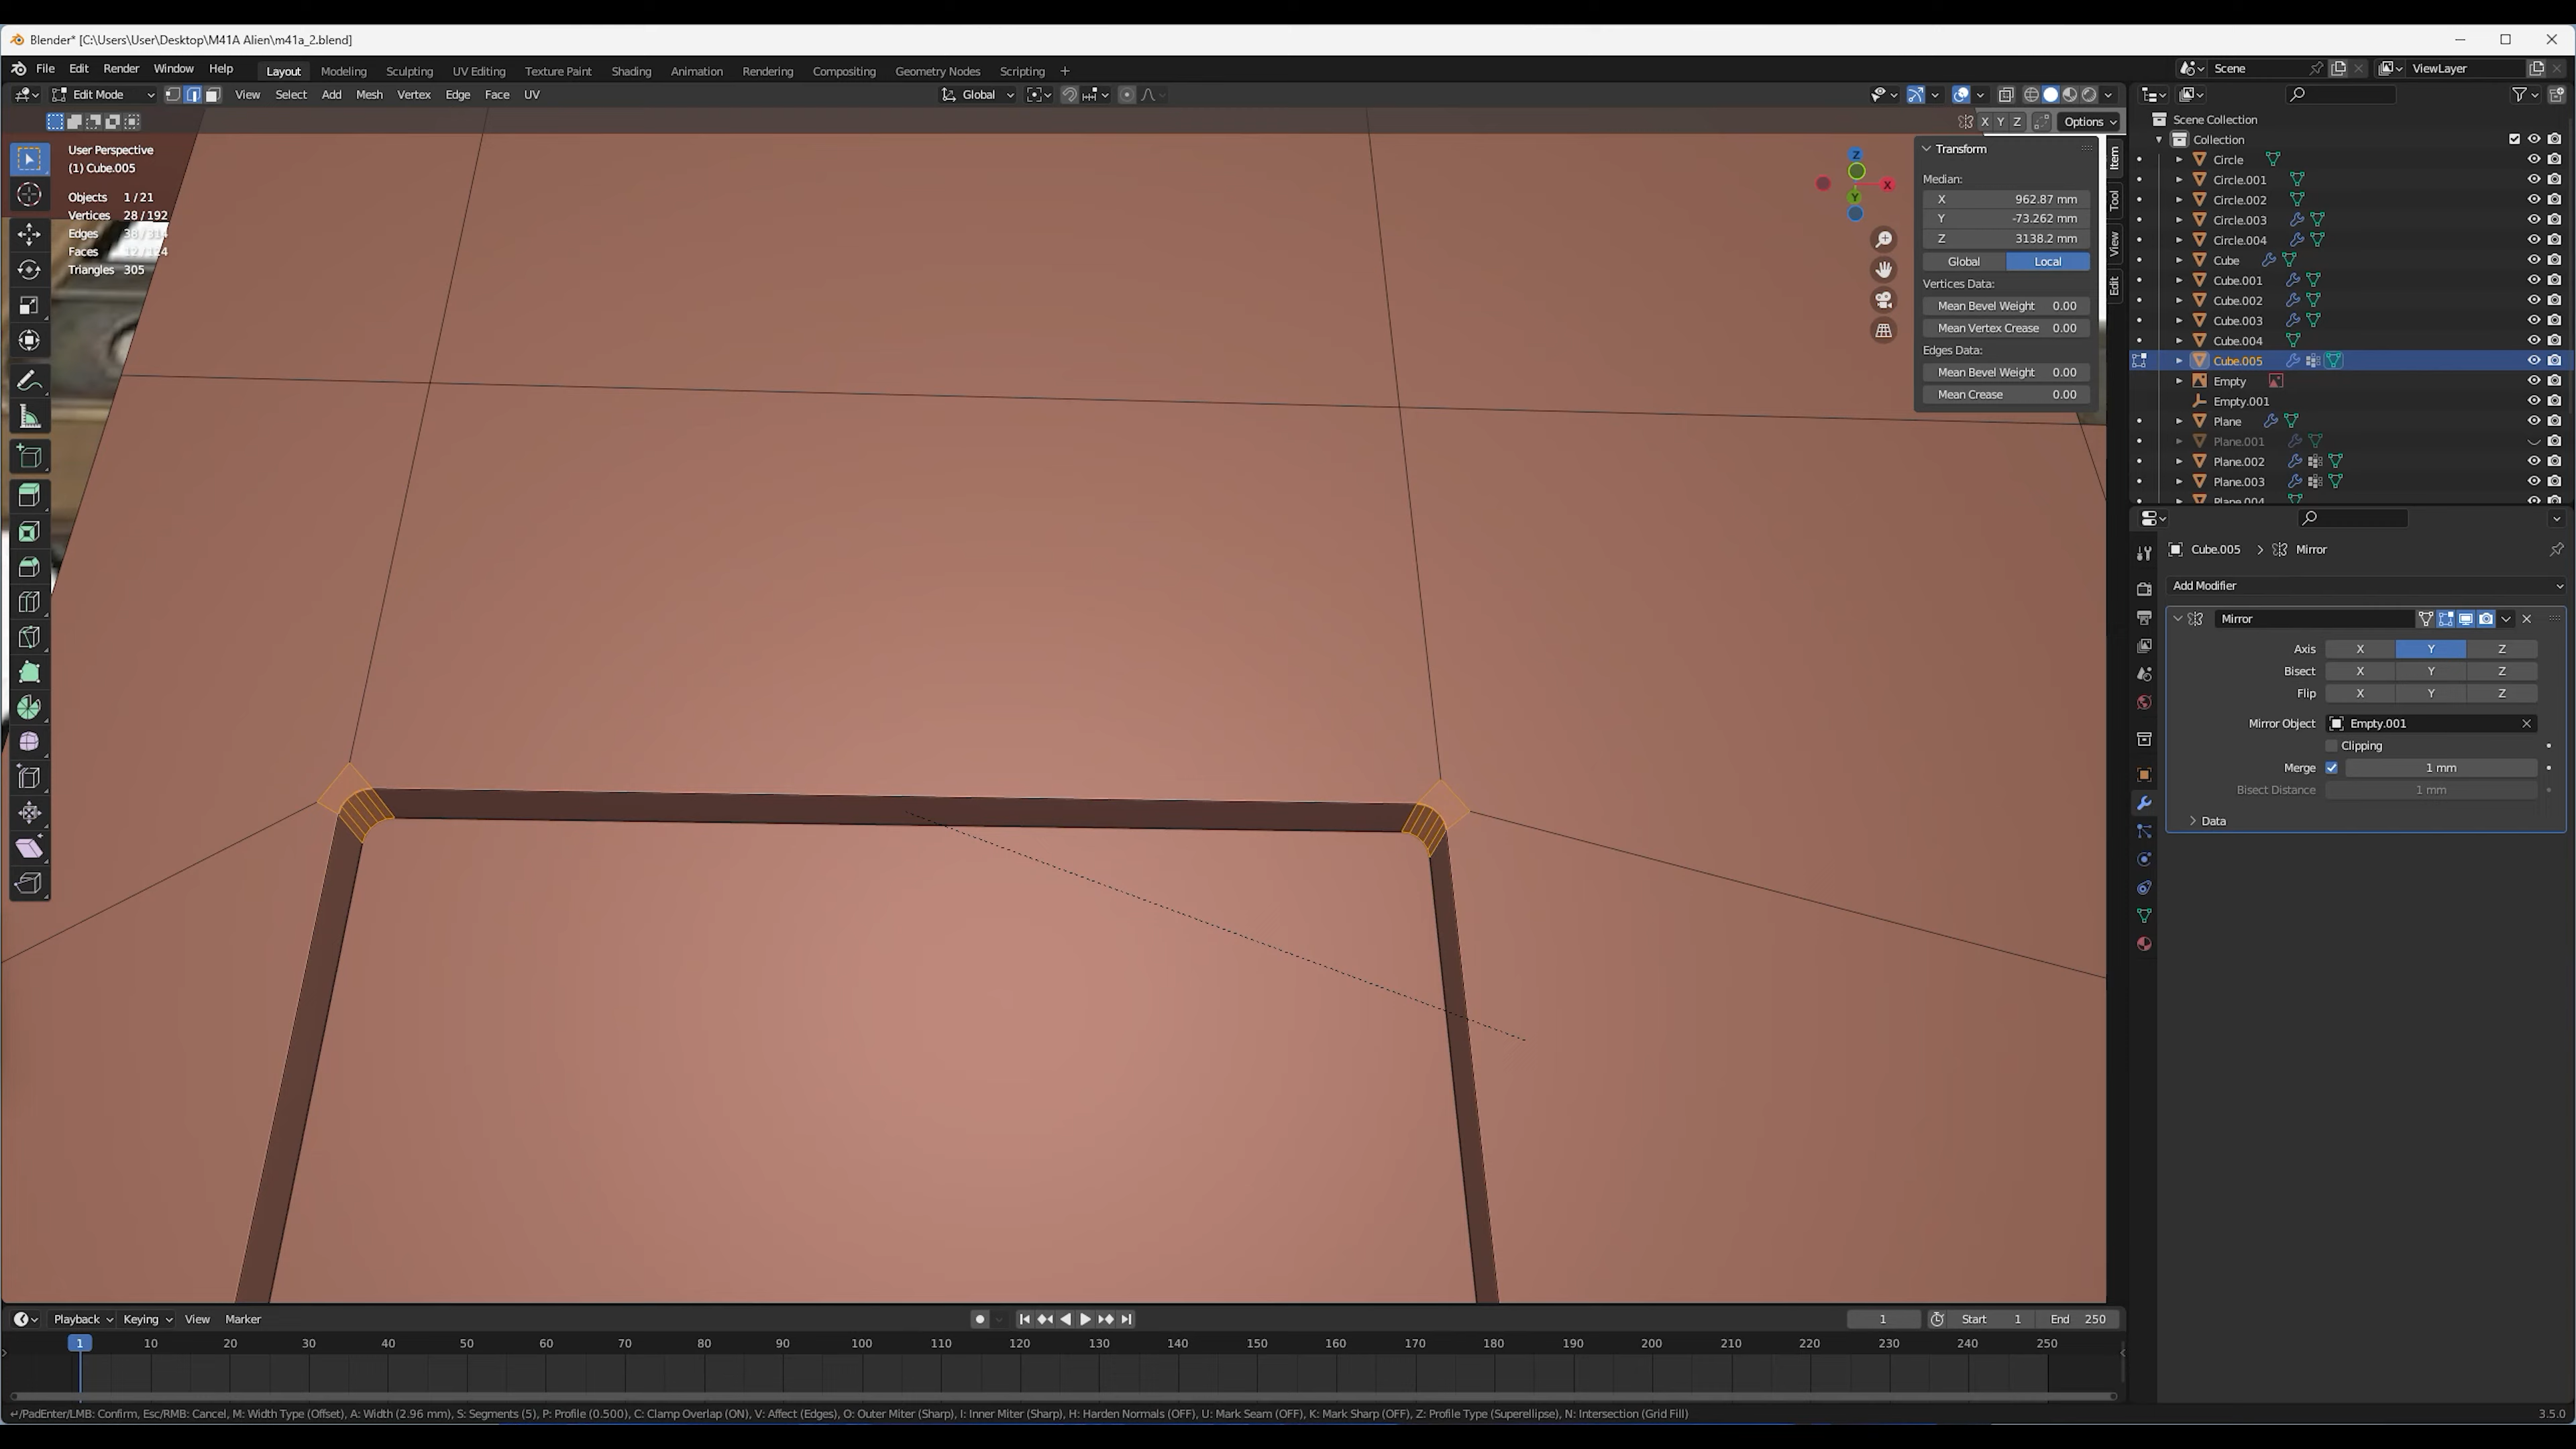 Blender* [C:\Users\User\Desktop\M41A Alien\m41a_2.blend]
File Edit Render Window Help Layout Modeling Sculpting UV Editing Texture Paint Shading Animation Rendering Compositing Geometry Nodes Scripting + Scene ViewLayer
Edit Mode View Select Add Mesh Vertex Edge Face UV Global
X Y Z Options
User Perspective
(1) Cube.005
Objects 1/21
Vertices 28/192
Edges 38/314
Faces
Triangles 305
Z
X
Y
Transform
Median:
X 962.87 mm
Y -73.262 mm
Z 3138.2 mm
Global Local
Vertices Data:
Mean Bevel Weight 0.00
Mean Vertex Crease 0.00
Edges Data:
Mean Bevel Weight 0.00
Mean Crease 0.00
Item
Tool
View
Edit
Scene Collection
Collection
Circle
Circle.001
Circle.002
Circle.003
Circle.004
Cube
Cube.001
Cube.002
Cube.003
Cube.004
Cube.005
Empty
Empty.001
Plane
Plane.001
Plane.002
Plane.003
Plane.004
Cube.005 > Mirror
Add Modifier
Mirror
Axis X Y Z
Bisect X Y Z
Flip X Y Z
Mirror Object Empty.001
Clipping
Merge 1 mm
Bisect Distance 1 mm
Data
Playback Keying View Marker 1 Start 1 End 250
1 10 20 30 40 50 60 70 80 90 100 110 120 130 140 150 160 170 180 190 200 210 220 230 240 250
↵/PadEnter/LMB: Confirm, Esc/RMB: Cancel, M: Width Type (Offset), A: Width (2.96 mm), S: Segments (5), P: Profile (0.500), C: Clamp Overlap (ON), V: Affect (Edges), O: Outer Miter (Sharp), I: Inner Miter (Sharp), H: Harden Normals (OFF), U: Mark Seam (OFF), K: Mark Sharp (OFF), Z: Profile Type (Superellipse), N: Intersection (Grid Fill)
3.5.0